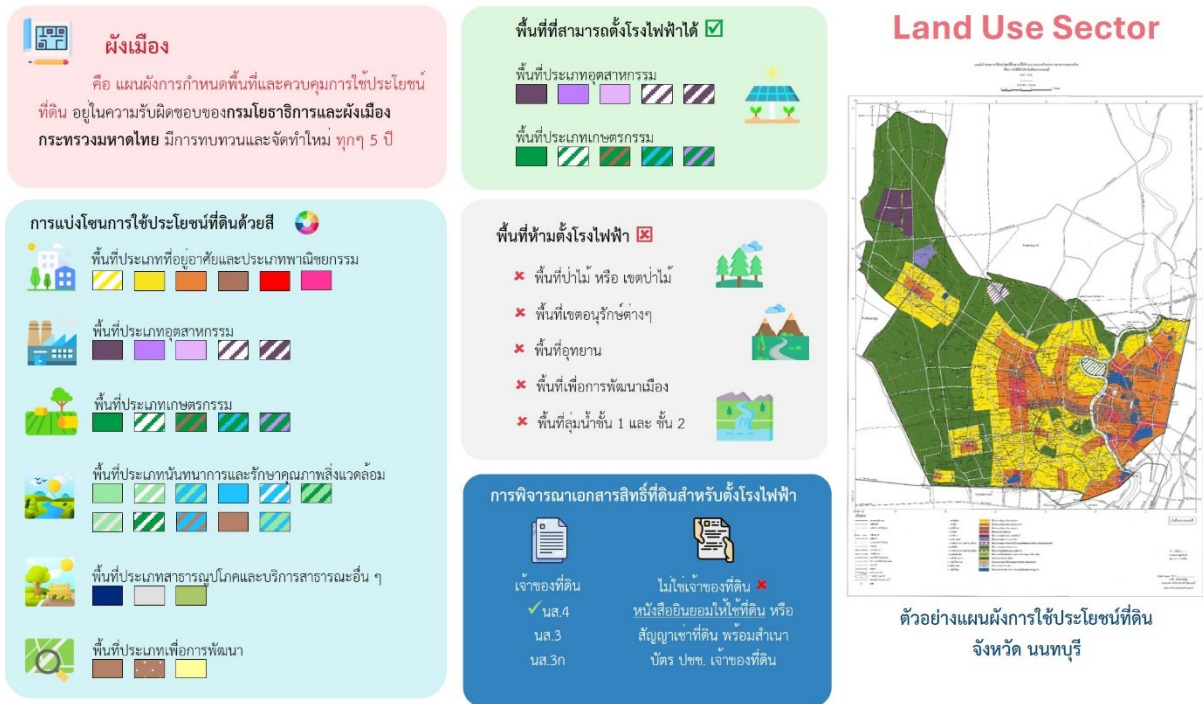 ผังเมือง
คือ แผนผังการกำหนดพื้นที่และควบคุมการใช้ประโยชน์
ที่ดิน อยู่ในความรับผิดชอบของกรมโยธาธิการและผังเมือง
กระทรวงมหาดไทย มีการทบทวนและจัดทำใหม่ ทุกๆ 5 ปี
การแบ่งโซนการใช้ประโยชน์ที่ดินด้วยสี
พื้นที่ประเภทที่อยู่อาศัยและประเภทพาณิชยกรรม
พื้นที่ประเภทอุตสาหกรรม
พื้นที่ประเภทเกษตรกรรม
พื้นที่ประเภทนันทนาการและรักษาคุณภาพสิ่งแวดล้อม
พื้นที่ประเภทสาธารณูปโภคและบริการสาธารณะอื่น ๆ
พื้นที่ประเภทเพื่อการพัฒนา
พื้นที่ที่สามารถตั้งโรงไฟฟ้าได้
พื้นที่ประเภทอุตสาหกรรม
พื้นที่ประเภทเกษตรกรรม
พื้นที่ห้ามตั้งโรงไฟฟ้า
พื้นที่ป่าไม้ หรือ เขตป่าไม้
พื้นที่เขตอนุรักษ์ต่างๆ
พื้นที่อุทยาน
พื้นที่เพื่อการพัฒนาเมือง
พื้นที่ลุ่มน้ำชั้น 1 และ ชั้น 2
การพิจารณาเอกสารสิทธิ์ที่ดินสำหรับตั้งโรงไฟฟ้า
เจ้าของที่ดิน
นส.4
นส.3
นส.3ก
ไม่ใช่เจ้าของที่ดิน
หนังสือยินยอมให้ใช้ที่ดิน หรือ
สัญญาเช่าที่ดิน พร้อมสำเนา
บัตร ปชช. เจ้าของที่ดิน
Land Use Sector
ตัวอย่างแผนผังการใช้ประโยชน์ที่ดิน
จังหวัด นนทบุรี